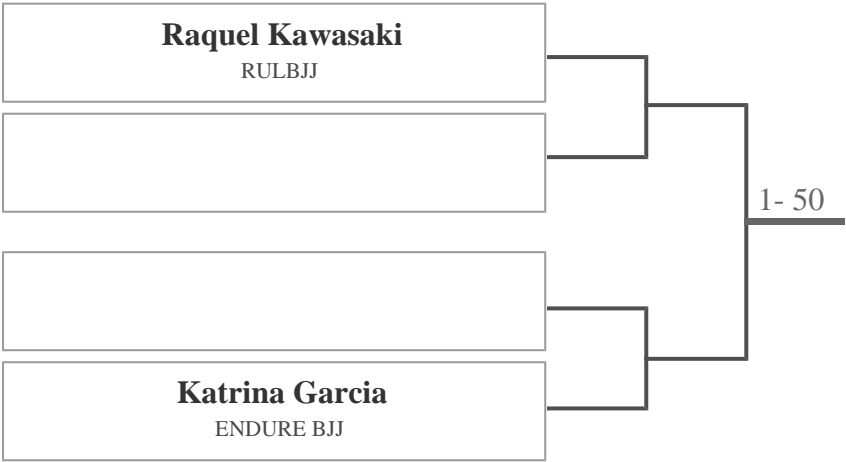 Raquel Kawasaki
RULBJJ
1- 50
Katrina Garcia
ENDURE BJJ